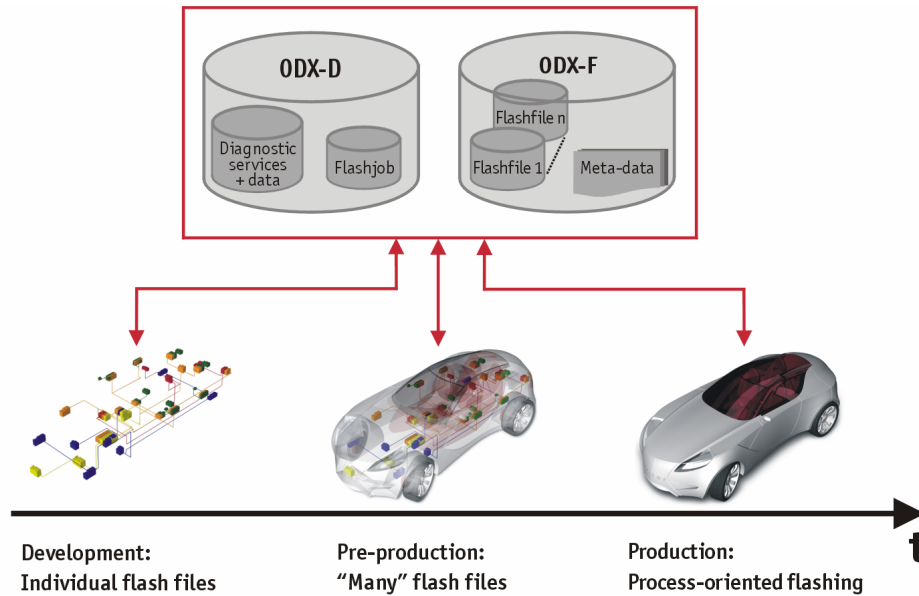 ODX-D
ODX-F
Diagnostic
services
+ data
Flashjob
Flashfile n
Flashfile 1
Meta-data
t
Development:
Individual flash files
Pre-production:
“Many” flash files
Production:
Process-oriented flashing